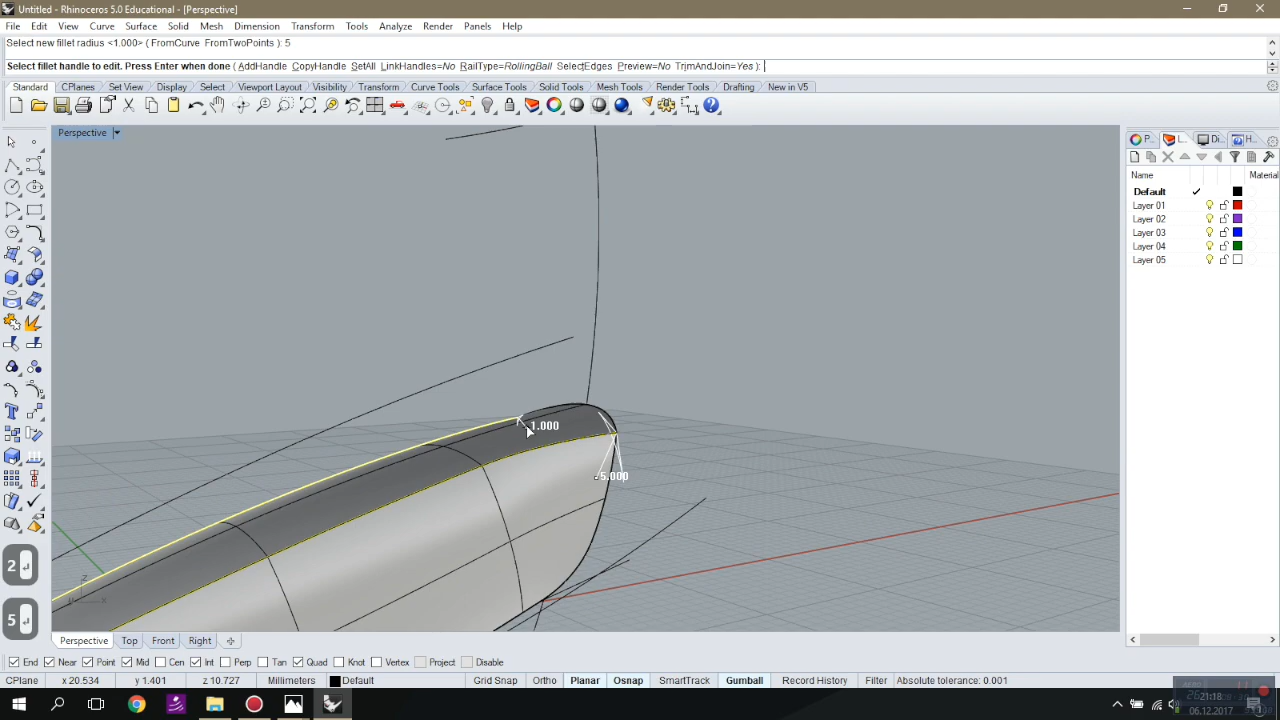 Untitled - Rhinoceros 5.0 Educational - [Perspective]
File Edit View Curve Surface Solid Mesh Dimension Transform Tools Analyze Render Panels Help
Select new fillet radius <1.000> ( FromCurve FromTwoPoints ): 5
Select fillet handle to edit. Press Enter when done ( AddHandle CopyHandle SetAll LinkHandles=No RailType=RollingBall SelectEdges Preview=No TrimAndJoin=Yes ):
Standard CPlanes Set View Display Select Viewport Layout Visibility Transform Curve Tools Surface Tools Solid Tools Mesh Tools Render Tools Drafting New in V5
Perspective
P... L... Di... H...
Name Material
Default
Layer 01
Layer 02
Layer 03
Layer 04
Layer 05
1.000
5.000
2
5
z
Perspective Top Front Right
End Near Point Mid Cen Int Perp Tan Quad Knot Vertex Project Disable
CPlane x 20.534 y 1.401 z 10.727 Millimeters Default Grid Snap Ortho Planar Osnap SmartTrack Gumball Record History Filter Absolute tolerance: 0.001
21:18
06.12.2017